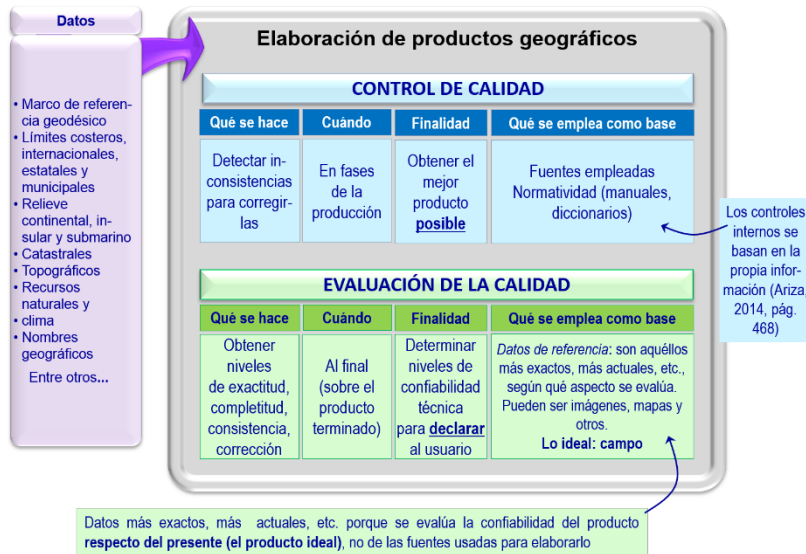 Datos
• Marco de referen-
cia geodésico
• Límites costeros,
internacionales,
estatales y
municipales
• Relieve
continental, in-
sular y submarino
• Catastrales
• Topográficos
• Recursos
naturales y
• clima
• Nombres
geográficos
Entre otros...
Elaboración de productos geográficos
CONTROL DE CALIDAD
Qué se hace
Cuándo
Finalidad
Qué se emplea como base
Detectar in-
consistencias
para corregir-
las
En fases
de la
producción
Obtener el
mejor
producto
posible
Fuentes empleadas
Normatividad (manuales,
diccionarios)
Los controles
internos se
basan en la
propia infor-
mación (Ariza,
2014, pág.
468)
EVALUACIÓN DE LA CALIDAD
Qué se hace
Cuándo
Finalidad
Qué se emplea como base
Obtener
niveles
de exactitud,
completitud,
consistencia,
corrección
Al final
(sobre el
producto
terminado)
Determinar
niveles de
confiabilidad
técnica
para declarar
al usuario
Datos de referencia: son aquéllos
más exactos, más actuales, etc.,
según qué aspecto se evalúa.
Pueden ser imágenes, mapas y
otros.
Lo ideal: campo
Datos más exactos, más actuales, etc. porque se evalúa la confiabilidad del producto
respecto del presente (el producto ideal), no de las fuentes usadas para elaborarlo